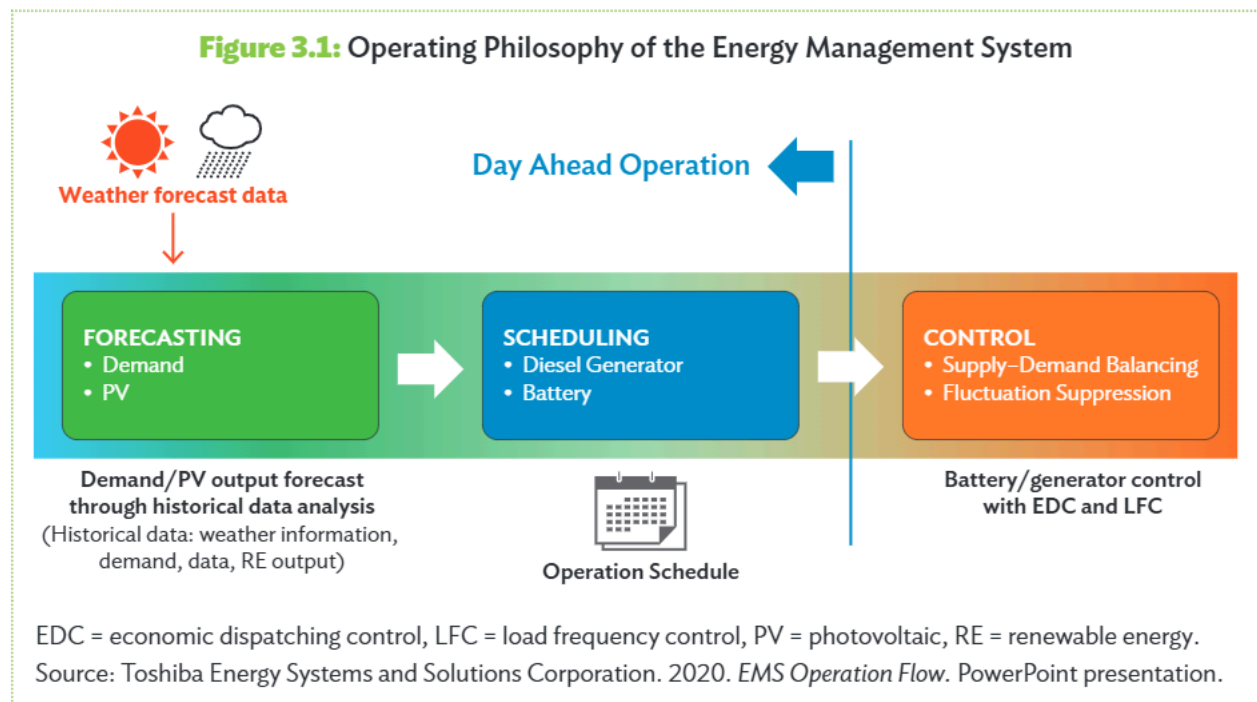 Figure 3.1: Operating Philosophy of the Energy Management System
Weather forecast data
Day Ahead Operation
FORECASTING
• Demand
• PV
SCHEDULING
• Diesel Generator
• Battery
CONTROL
• Supply–Demand Balancing
• Fluctuation Suppression
Demand/PV output forecast
through historical data analysis
(Historical data: weather information,
demand, data, RE output)
Operation Schedule
Battery/generator control
with EDC and LFC
EDC = economic dispatching control, LFC = load frequency control, PV = photovoltaic, RE = renewable energy.
Source: Toshiba Energy Systems and Solutions Corporation. 2020. EMS Operation Flow. PowerPoint presentation.